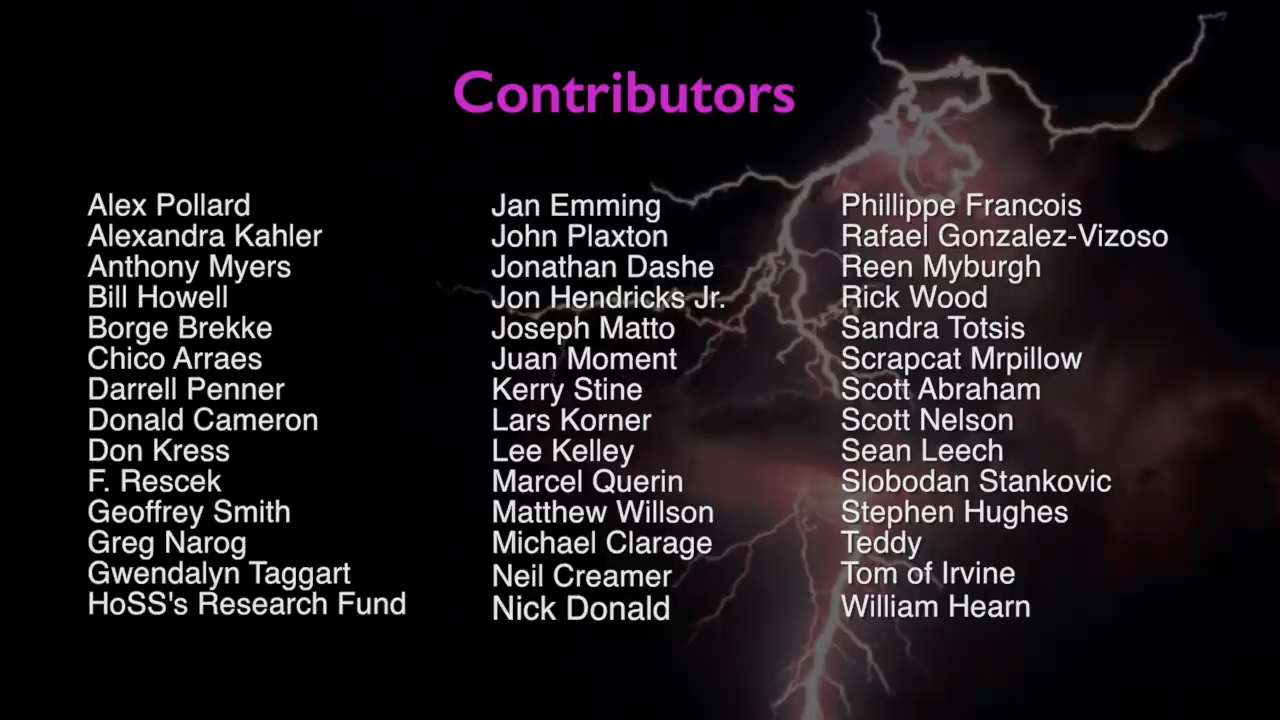 Contributors
Alex Pollard
Alexandra Kahler
Anthony Myers
Bill Howell
Borge Brekke
Chico Arraes
Darrell Penner
Donald Cameron
Don Kress
F. Rescek
Geoffrey Smith
Greg Narog
Gwendalyn Taggart
HoSS's Research Fund
Jan Emming
John Plaxton
Jonathan Dashe
Jon Hendricks Jr.
Joseph Matto
Juan Moment
Kerry Stine
Lars Korner
Lee Kelley
Marcel Querin
Matthew Willson
Michael Clarage
Neil Creamer
Nick Donald
Phillippe Francois
Rafael Gonzalez-Vizoso
Reen Myburgh
Rick Wood
Sandra Totsis
Scrapcat Mrpillow
Scott Abraham
Scott Nelson
Sean Leech
Slobodan Stankovic
Stephen Hughes
Teddy
Tom of Irvine
William Hearn